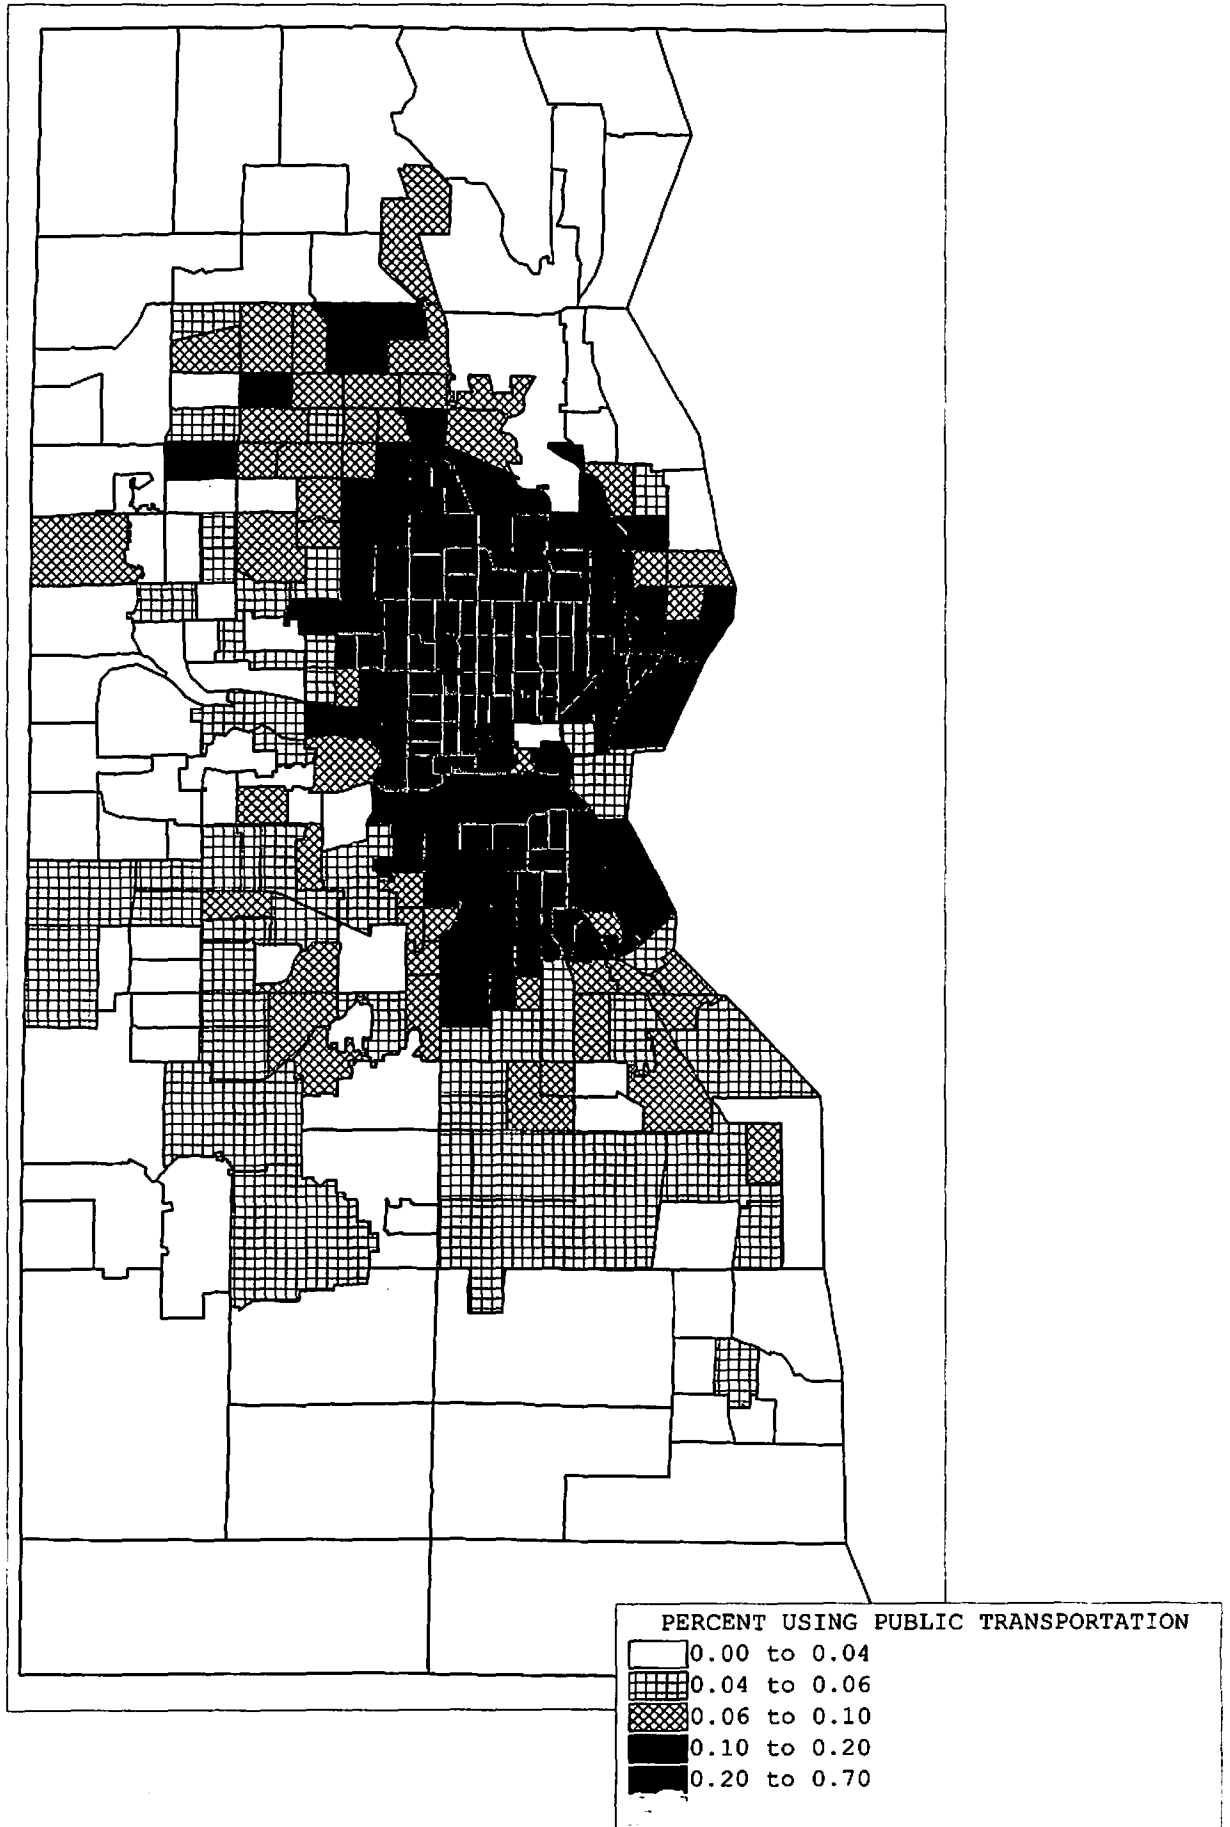 PERCENT USING PUBLIC TRANSPORTATION
0.00 to 0.04
0.04 to 0.06
0.06 to 0.10
0.10 to 0.20
0.20 to 0.70